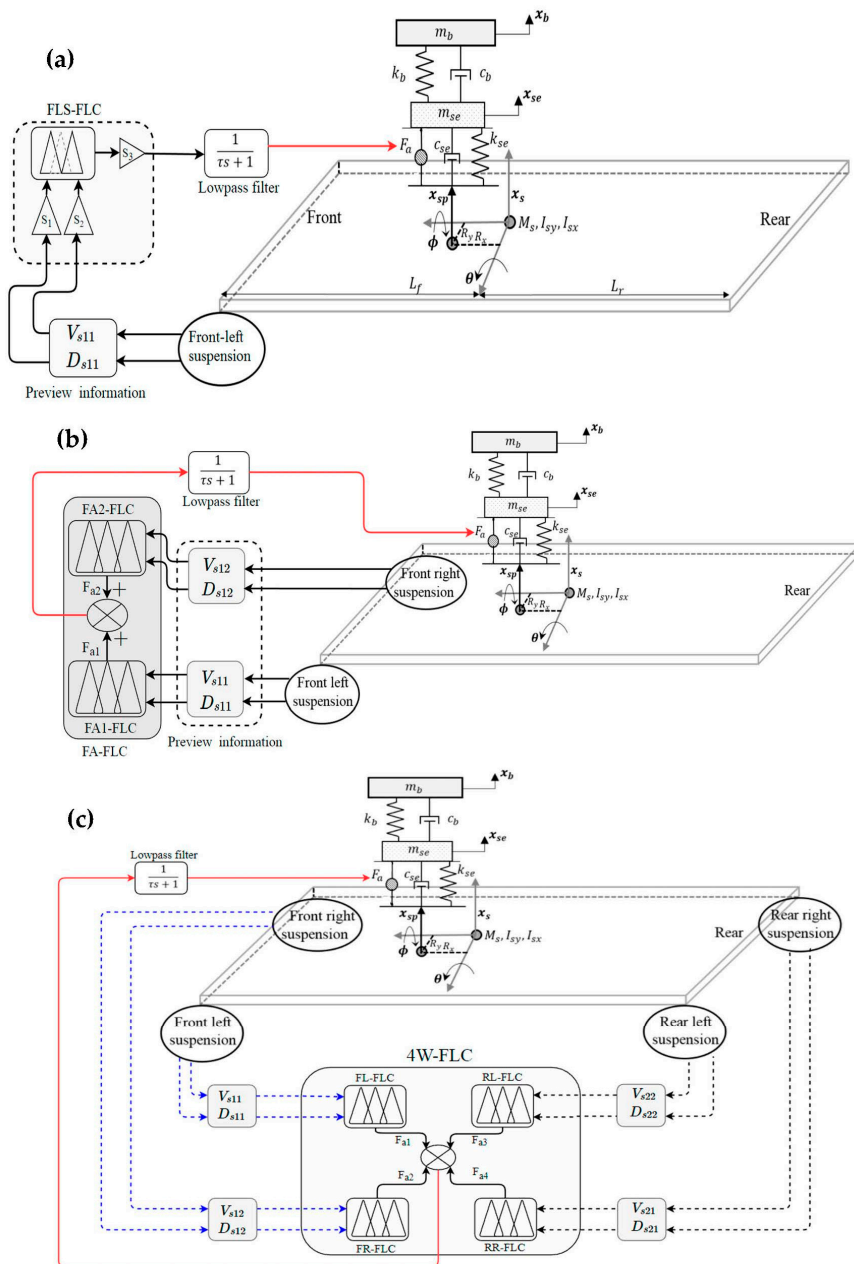 (a)
x_b
m_b
k_b
c_b
x_se
m_se
FLS-FLC
S_3
S_1
S_2
1
τs + 1
Lowpass filter
F_a
c_se
k_se
x_sp
x_s
Front
Rear
M_s, I_sy, I_sx
ϕ
R_y R_x
θ
L_f
L_r
V_s11
D_s11
Front-left
suspension
Preview information
(b)
x_b
m_b
k_b
c_b
x_se
m_se
1
τs + 1
Lowpass filter
F_a
c_se
k_se
FA2-FLC
V_s12
D_s12
Front right
suspension
x_sp
x_s
Rear
M_s, I_sy, I_sx
ϕ
R_y R_x
θ
F_a2
+
+
F_a1
V_s11
D_s11
Front left
suspension
FA1-FLC
Preview information
FA-FLC
(c)
x_b
m_b
k_b
c_b
x_se
m_se
Lowpass filter
1
τs + 1
F_a
c_se
k_se
Front right
suspension
x_sp
x_s
Rear
Rear right
suspension
M_s, I_sy, I_sx
ϕ
R_y R_x
θ
Front left
suspension
Rear left
suspension
4W-FLC
FL-FLC
RL-FLC
V_s11
D_s11
V_s22
D_s22
F_a1
F_a3
F_a2
F_a4
V_s12
D_s12
V_s21
D_s21
FR-FLC
RR-FLC